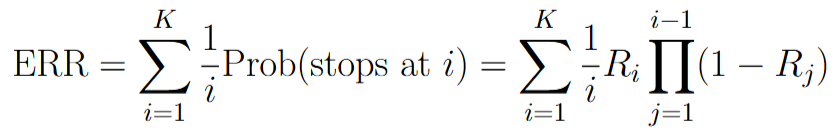 ERR = \sum_{i=1}^{K} \frac{1}{i} Prob(stops at i) = \sum_{i=1}^{K} \frac{1}{i} R_i \prod_{j=1}^{i-1} (1 - R_j)